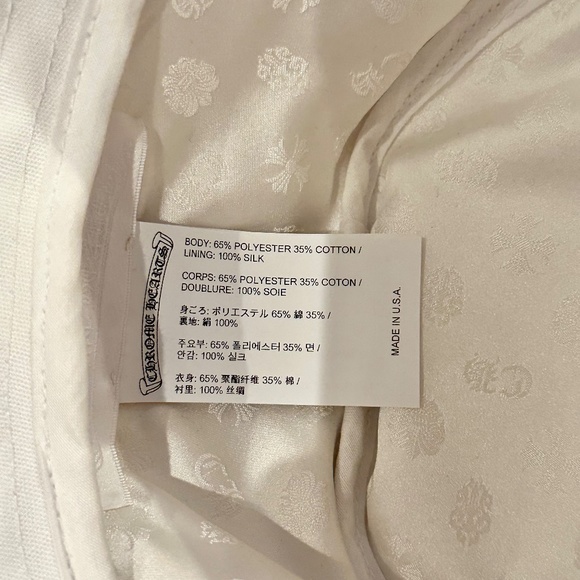 CHROME HEARTS
BODY: 65% POLYESTER 35% COTTON /
LINING: 100% SILK
CORPS: 65% POLYESTER 35% COTON /
DOUBLURE: 100% SOIE
身ごろ: ポリエステル 65% 綿 35% /
裏地: 絹 100%
주요부: 65% 폴리에스터 35% 면 /
안감: 100% 실크
衣身: 65% 聚酯纤维 35% 棉 /
衬里: 100% 丝绸
MADE IN U.S.A.